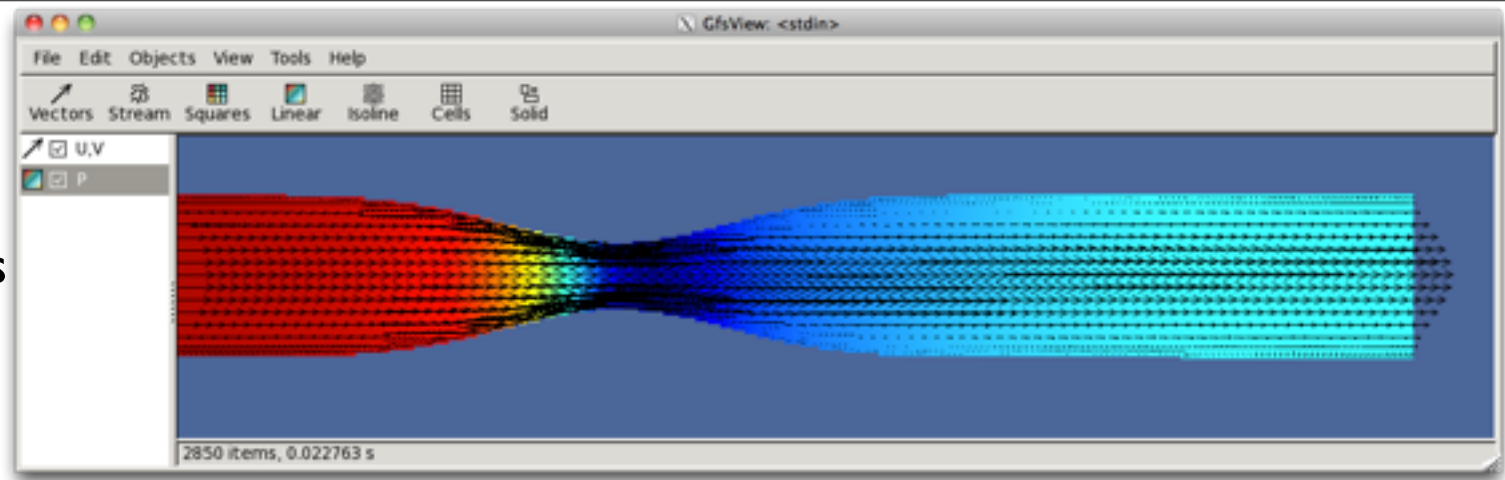 GfsView: <stdin>
File Edit Objects View Tools Help
Vectors Stream Squares Linear Isoline Cells Solid
U,V
P
s
2850 items, 0.022763 s